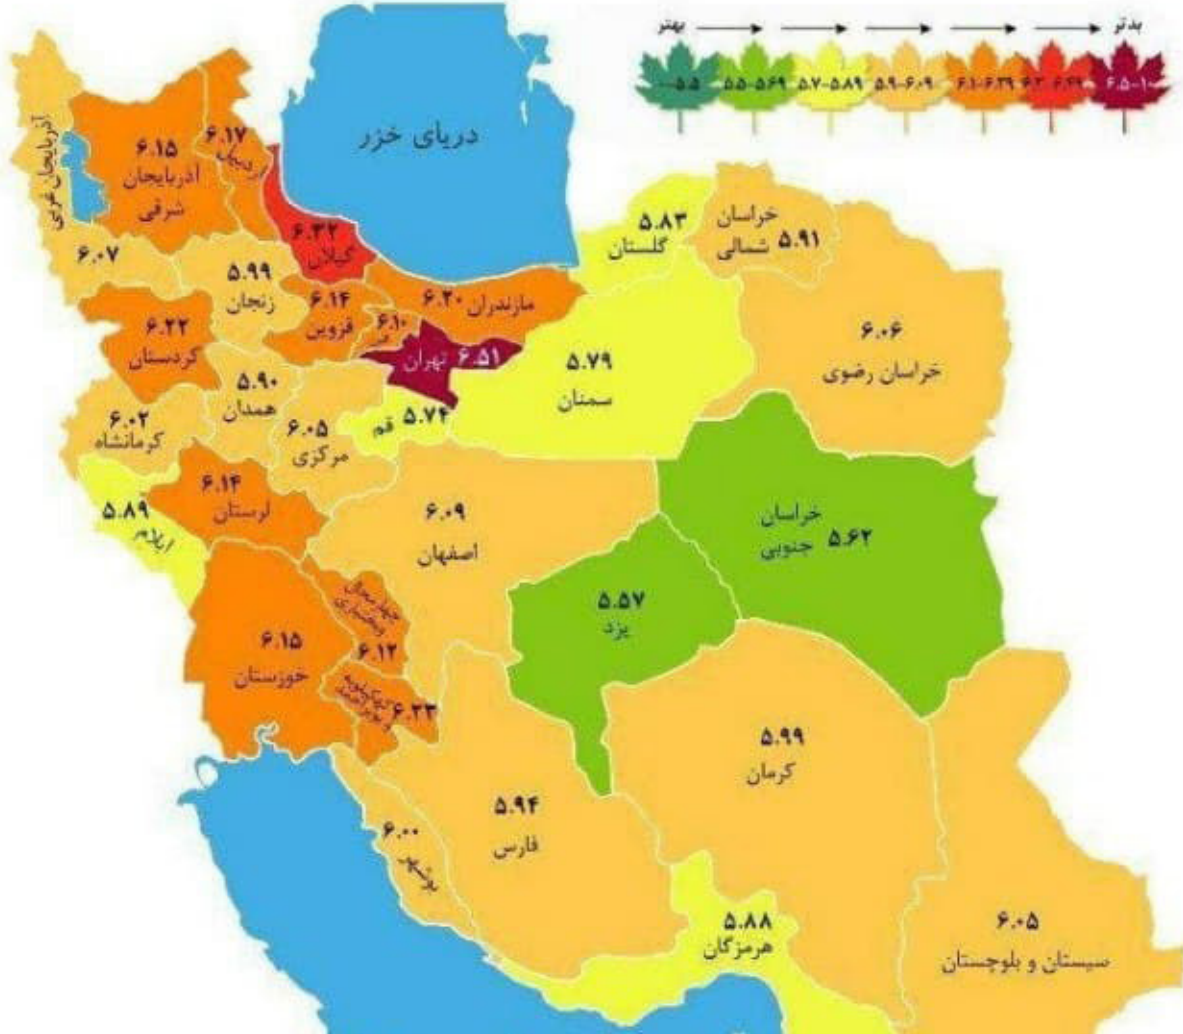 بهتر
بدتر
۵.۵
۵.۵-۵.۶۹
۵.۷-۵.۸۹
۵.۹-۶.۰۹
۶.۱-۶.۲۹
۶.۳-۶.۴۹
۶.۵-۱۰
دریای خزر
آذربایجان غربی
۶.۰۷
۶.۱۵
آذربایجان
شرقی
۶.۱۷
اردبیل
۶.۳۲
گیلان
۵.۹۹
زنجان
۶.۱۴
قزوین
۶.۱۰
۶.۲۰ مازندران
۶.۵۱ تهران
۵.۸۳
گلستان
خراسان
شمالی ۵.۹۱
۶.۰۶
خراسان رضوی
۵.۷۹
سمنان
۶.۲۲
کردستان
۵.۹۰
همدان
۶.۰۲
کرمانشاه
۶.۰۵
مرکزی
۵.۷۴ قم
۵.۸۹
ایلام
۶.۱۴
لرستان
۶.۰۹
اصفهان
خراسان
جنوبی ۵.۶۲
۵.۵۷
یزد
۶.۱۵
خوزستان
چهارمحال
وبختیاری
۶.۱۲
کهکیلویه
و بویراحمد
۶.۲۳
۵.۹۹
کرمان
۵.۹۴
فارس
۶.۰۰
بوشهر
۵.۸۸
هرمزگان
۶.۰۵
سیستان و بلوچستان